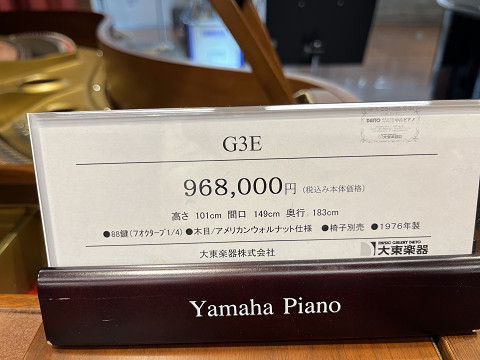 G3E
968,000円 (税込み本体価格)
高さ 101cm 間口 149cm 奥行 183cm
●88鍵(7オクターブ1/4) ●木目/アメリカンウォルナット仕様 ●椅子別売 ●1976年製
大東楽器株式会社
大東楽器
Yamaha Piano